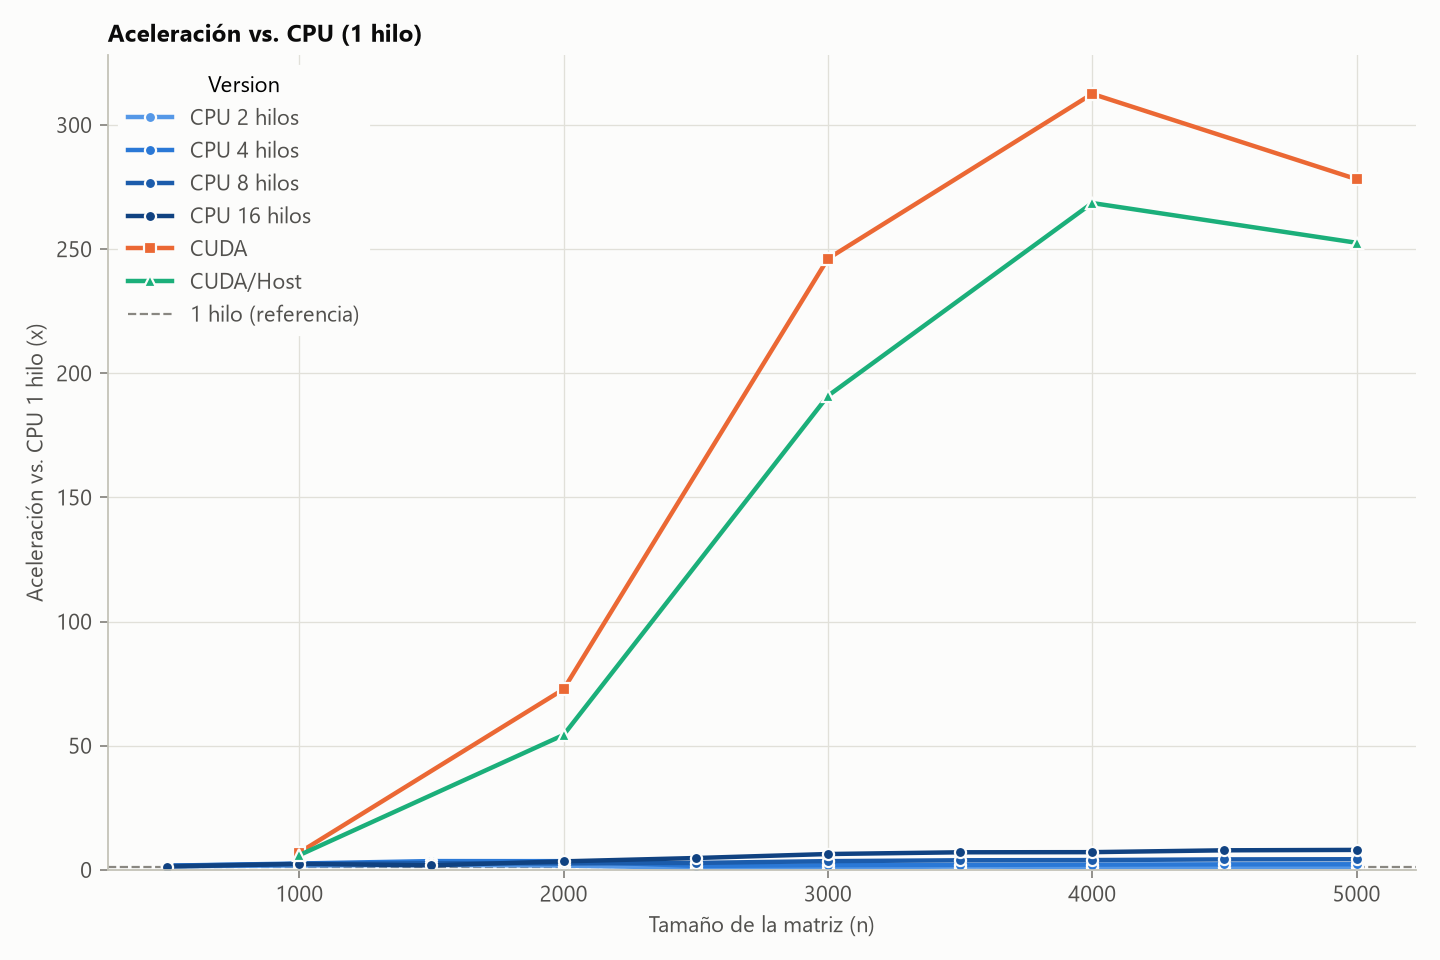 Aceleración vs. CPU (1 hilo)
Version
CPU 2 hilos
CPU 4 hilos
CPU 8 hilos
CPU 16 hilos
CUDA
CUDA/Host
1 hilo (referencia)
Aceleración vs. CPU 1 hilo (x)
300
250
200
150
100
50
0
1000 2000 3000 4000 5000
Tamaño de la matriz (n)